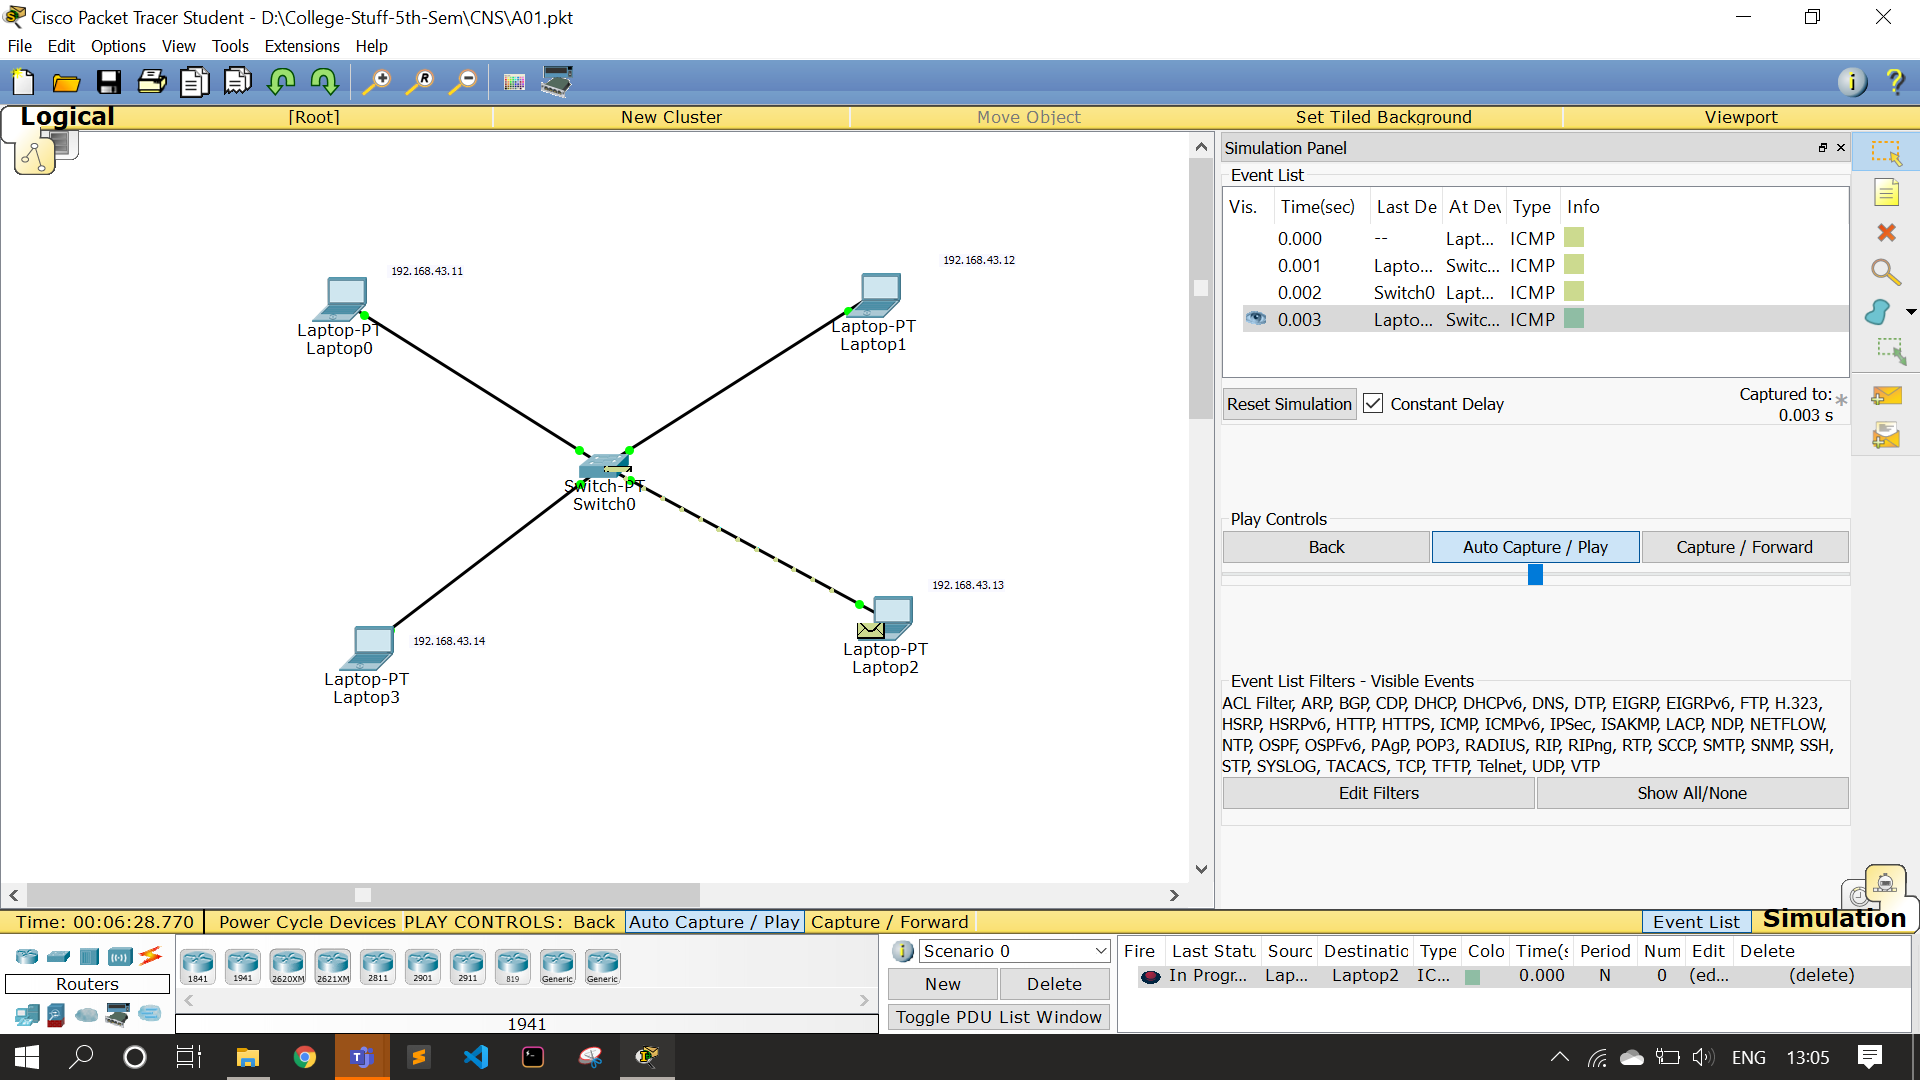 Cisco Packet Tracer Student - D:\College-Stuff-5th-Sem\CNS\A01.pkt
File Edit Options View Tools Extensions Help
Logical [Root] New Cluster Move Object Set Tiled Background Viewport
192.168.43.11
Laptop-PT
Laptop0
192.168.43.12
Laptop-PT
Laptop1
Switch-PT
Switch0
192.168.43.13
Laptop-PT
Laptop2
192.168.43.14
Laptop-PT
Laptop3
Simulation Panel
Event List
Vis. Time(sec) Last De At Dev Type Info
0.000 -- Lapt... ICMP
0.001 Lapto... Switc... ICMP
0.002 Switch0 Lapt... ICMP
0.003 Lapto... Switc... ICMP
Reset Simulation Constant Delay Captured to: *
0.003 s
Play Controls
Back Auto Capture / Play Capture / Forward
Event List Filters - Visible Events
ACL Filter, ARP, BGP, CDP, DHCP, DHCPv6, DNS, DTP, EIGRP, EIGRPv6, FTP, H.323,
HSRP, HSRPv6, HTTP, HTTPS, ICMP, ICMPv6, IPSec, ISAKMP, LACP, NDP, NETFLOW,
NTP, OSPF, OSPFv6, PAgP, POP3, RADIUS, RIP, RIPng, RTP, SCCP, SMTP, SNMP, SSH,
STP, SYSLOG, TACACS, TCP, TFTP, Telnet, UDP, VTP
Edit Filters Show All/None
Time: 00:06:28.770 Power Cycle Devices PLAY CONTROLS: Back Auto Capture / Play Capture / Forward Event List Simulation
Routers
1841 1941 2620XM 2621XM 2811 2901 2911 819 Generic Generic
1941
Scenario 0
New Delete
Toggle PDU List Window
Fire Last Statu Sourc Destinatio Type Colo Time(s Period Num Edit Delete
In Progr... Lap... Laptop2 IC... 0.000 N 0 (ed... (delete)
ENG 13:05